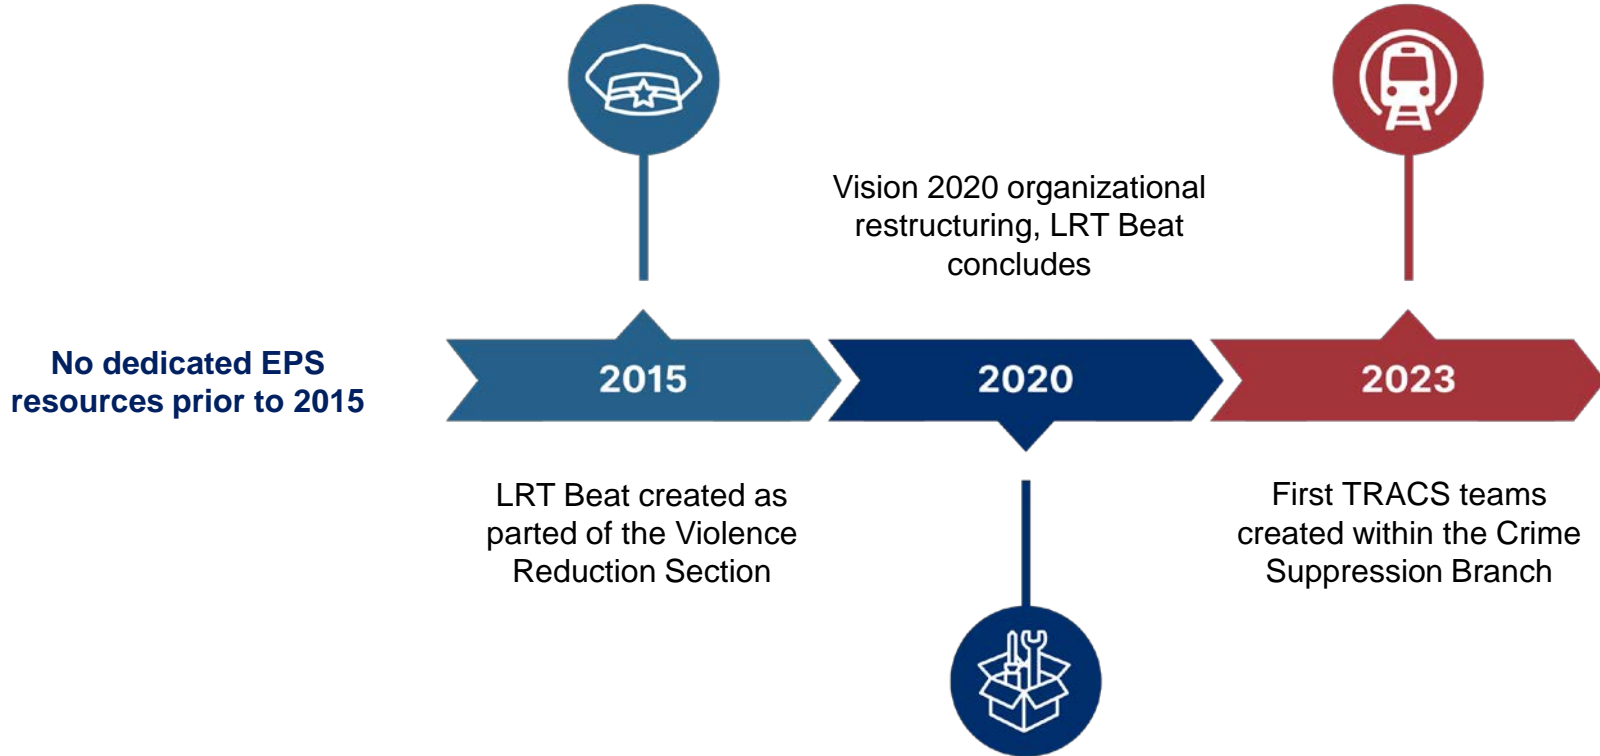 No dedicated EPS
resources prior to 2015
2015
LRT Beat created as
parted of the Violence
Reduction Section
Vision 2020 organizational
restructuring, LRT Beat
concludes
2020
2023
First TRACS teams
created within the Crime
Suppression Branch